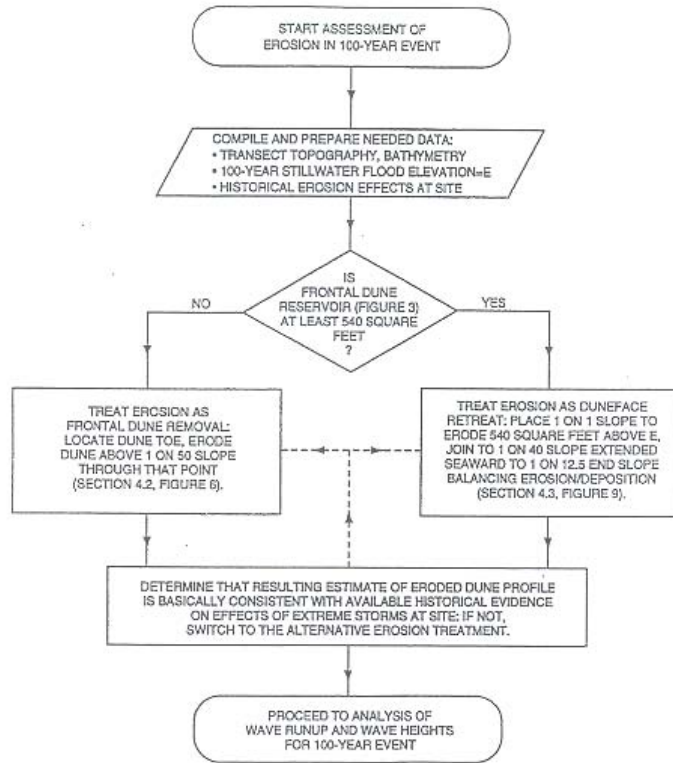 START ASSESSMENT OF
EROSION IN 100-YEAR EVENT
COMPILE AND PREPARE NEEDED DATA:
• TRANSECT TOPOGRAPHY, BATHYMETRY
• 100-YEAR STILLWATER FLOOD ELEVATION=E
• HISTORICAL EROSION EFFECTS AT SITE
IS
FRONTAL DUNE
RESERVOIR (FIGURE 3)
AT LEAST 540 SQUARE
FEET
?
NO
YES
TREAT EROSION AS
FRONTAL DUNE REMOVAL:
LOCATE DUNE TOE, ERODE
DUNE ABOVE 1 ON 50 SLOPE
THROUGH THAT POINT
(SECTION 4.2, FIGURE 6).
TREAT EROSION AS DUNEFACE
RETREAT: PLACE 1 ON 1 SLOPE TO
ERODE 540 SQUARE FEET ABOVE E,
JOIN TO 1 ON 40 SLOPE EXTENDED
SEAWARD TO 1 ON 12.5 END SLOPE
BALANCING EROSION/DEPOSITION
(SECTION 4.3, FIGURE 9).
DETERMINE THAT RESULTING ESTIMATE OF ERODED DUNE PROFILE
IS BASICALLY CONSISTENT WITH AVAILABLE HISTORICAL EVIDENCE
ON EFFECTS OF EXTREME STORMS AT SITE: IF NOT,
SWITCH TO THE ALTERNATIVE EROSION TREATMENT.
PROCEED TO ANALYSIS OF
WAVE RUNUP AND WAVE HEIGHTS
FOR 100-YEAR EVENT